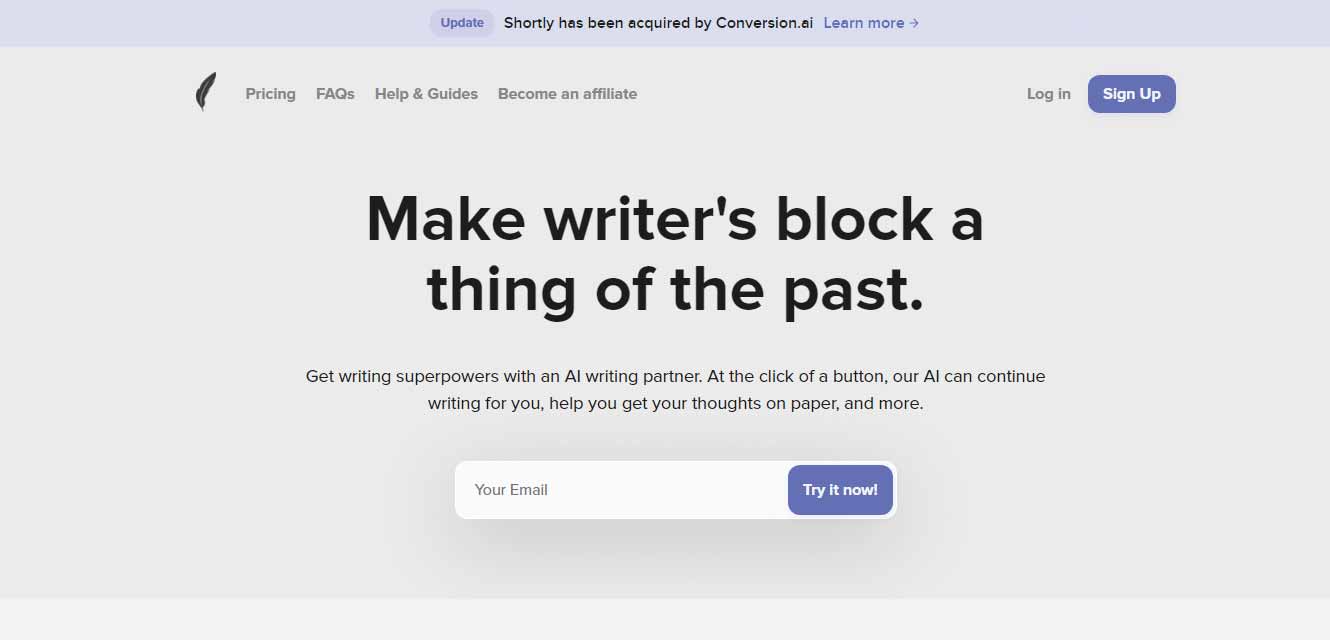 Update Shortly has been acquired by Conversion.ai Learn more →
Pricing FAQs Help & Guides Become an affiliate Log in Sign Up
Make writer's block a
thing of the past.
Get writing superpowers with an AI writing partner. At the click of a button, our AI can continue
writing for you, help you get your thoughts on paper, and more.
Your Email Try it now!